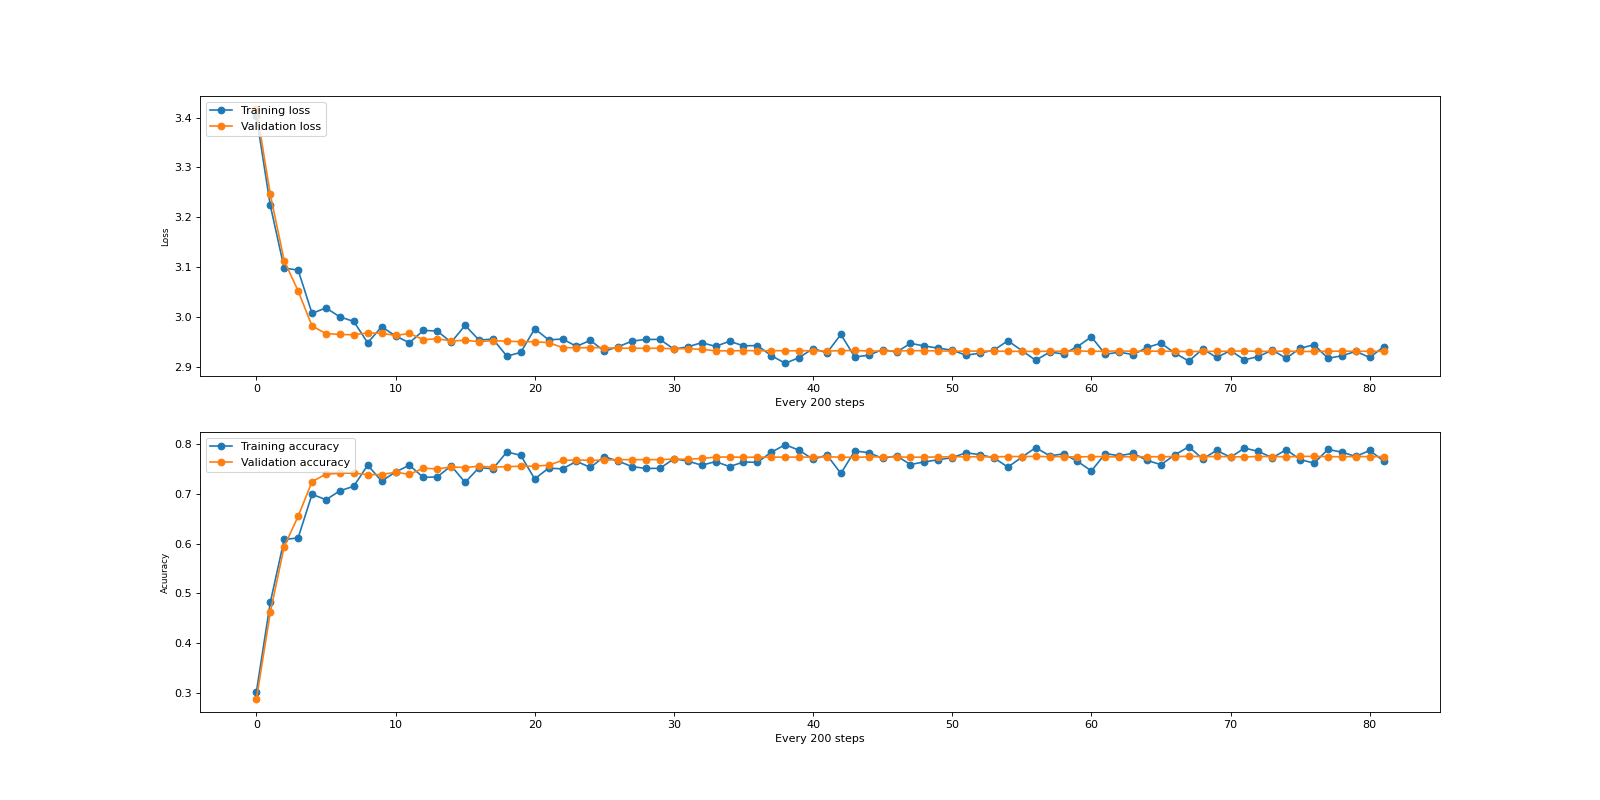 Training loss
Validation loss
3.4
3.3
3.2
3.1
3.0
2.9
Loss
0 10 20 30 40 50 60 70 80
Every 200 steps
Training accuracy
Validation accuracy
0.8
0.7
0.6
0.5
0.4
0.3
Acuuracy
0 10 20 30 40 50 60 70 80
Every 200 steps